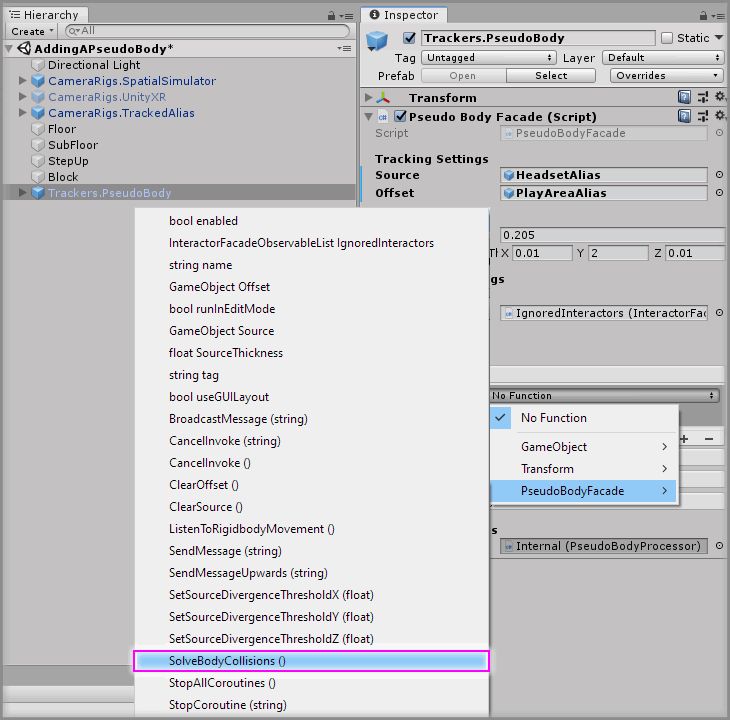 Hierarchy
Create
All
AddingAPseudoBody*
Directional Light
CameraRigs.SpatialSimulator
CameraRigs.UnityXR
CameraRigs.TrackedAlias
Floor
SubFloor
StepUp
Block
Trackers.PseudoBody
bool enabled
InteractorFacadeObservableList IgnoredInteractors
string name
GameObject Offset
bool runInEditMode
GameObject Source
float SourceThickness
string tag
bool useGUILayout
BroadcastMessage (string)
CancelInvoke (string)
CancelInvoke ()
ClearOffset ()
ClearSource ()
ListenToRigidbodyMovement ()
SendMessage (string)
SendMessageUpwards (string)
SetSourceDivergenceThresholdX (float)
SetSourceDivergenceThresholdY (float)
SetSourceDivergenceThresholdZ (float)
SolveBodyCollisions ()
StopAllCoroutines ()
StopCoroutine (string)
Inspector
Trackers.PseudoBody Static
Tag Untagged Layer Default
Prefab Open Select Overrides
Transform
Pseudo Body Facade (Script)
Script PseudoBodyFacade
Tracking Settings
Source HeadsetAlias
Offset PlayAreaAlias
0.205
Th X 0.01 Y 2 Z 0.01
gs
IgnoredInteractors (InteractorFac
No Function
No Function
GameObject
Transform
PseudoBodyFacade
s
Internal (PseudoBodyProcessor)